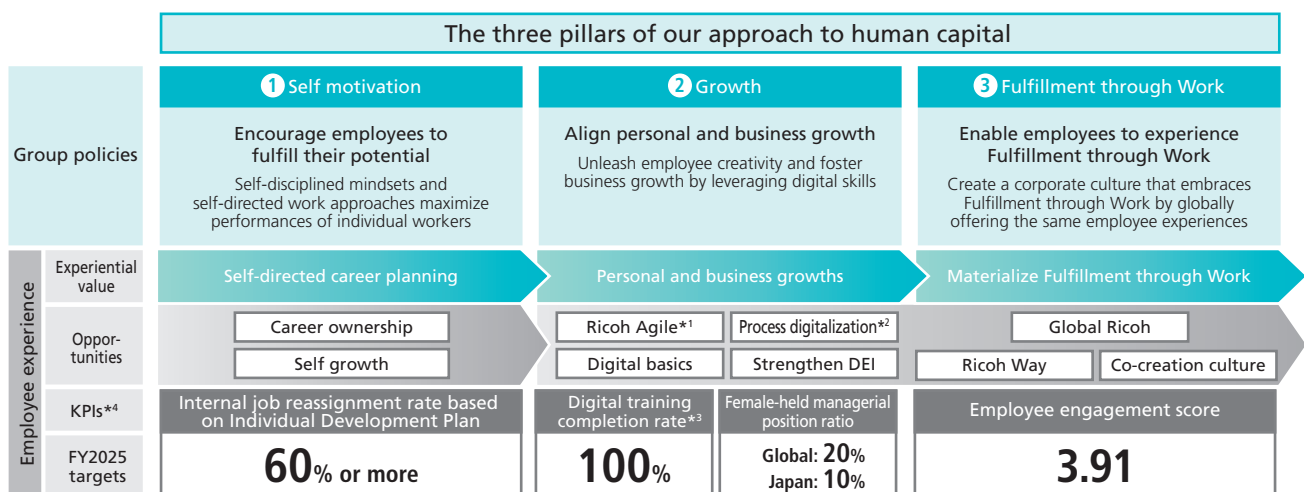 The three pillars of our approach to human capital
1 Self motivation
2 Growth
3 Fulfillment through Work
Group policies
Encourage employees to
fulfill their potential
Self-disciplined mindsets and
self-directed work approaches maximize
performances of individual workers
Align personal and business growth
Unleash employee creativity and foster
business growth by leveraging digital skills
Enable employees to experience
Fulfillment through Work
Create a corporate culture that embraces
Fulfillment through Work by globally
offering the same employee experiences
Employee experience
Experiential
value
Self-directed career planning
Personal and business growths
Materialize Fulfillment through Work
Oppor-
tunities
Career ownership
Self growth
Ricoh Agile*1
Process digitalization*2
Digital basics
Strengthen DEI
Global Ricoh
Ricoh Way
Co-creation culture
KPIs*4
Internal job reassignment rate based
on Individual Development Plan
Digital training
completion rate*3
Female-held managerial
position ratio
Employee engagement score
FY2025
targets
60% or more
100%
Global: 20%
Japan: 10%
3.91